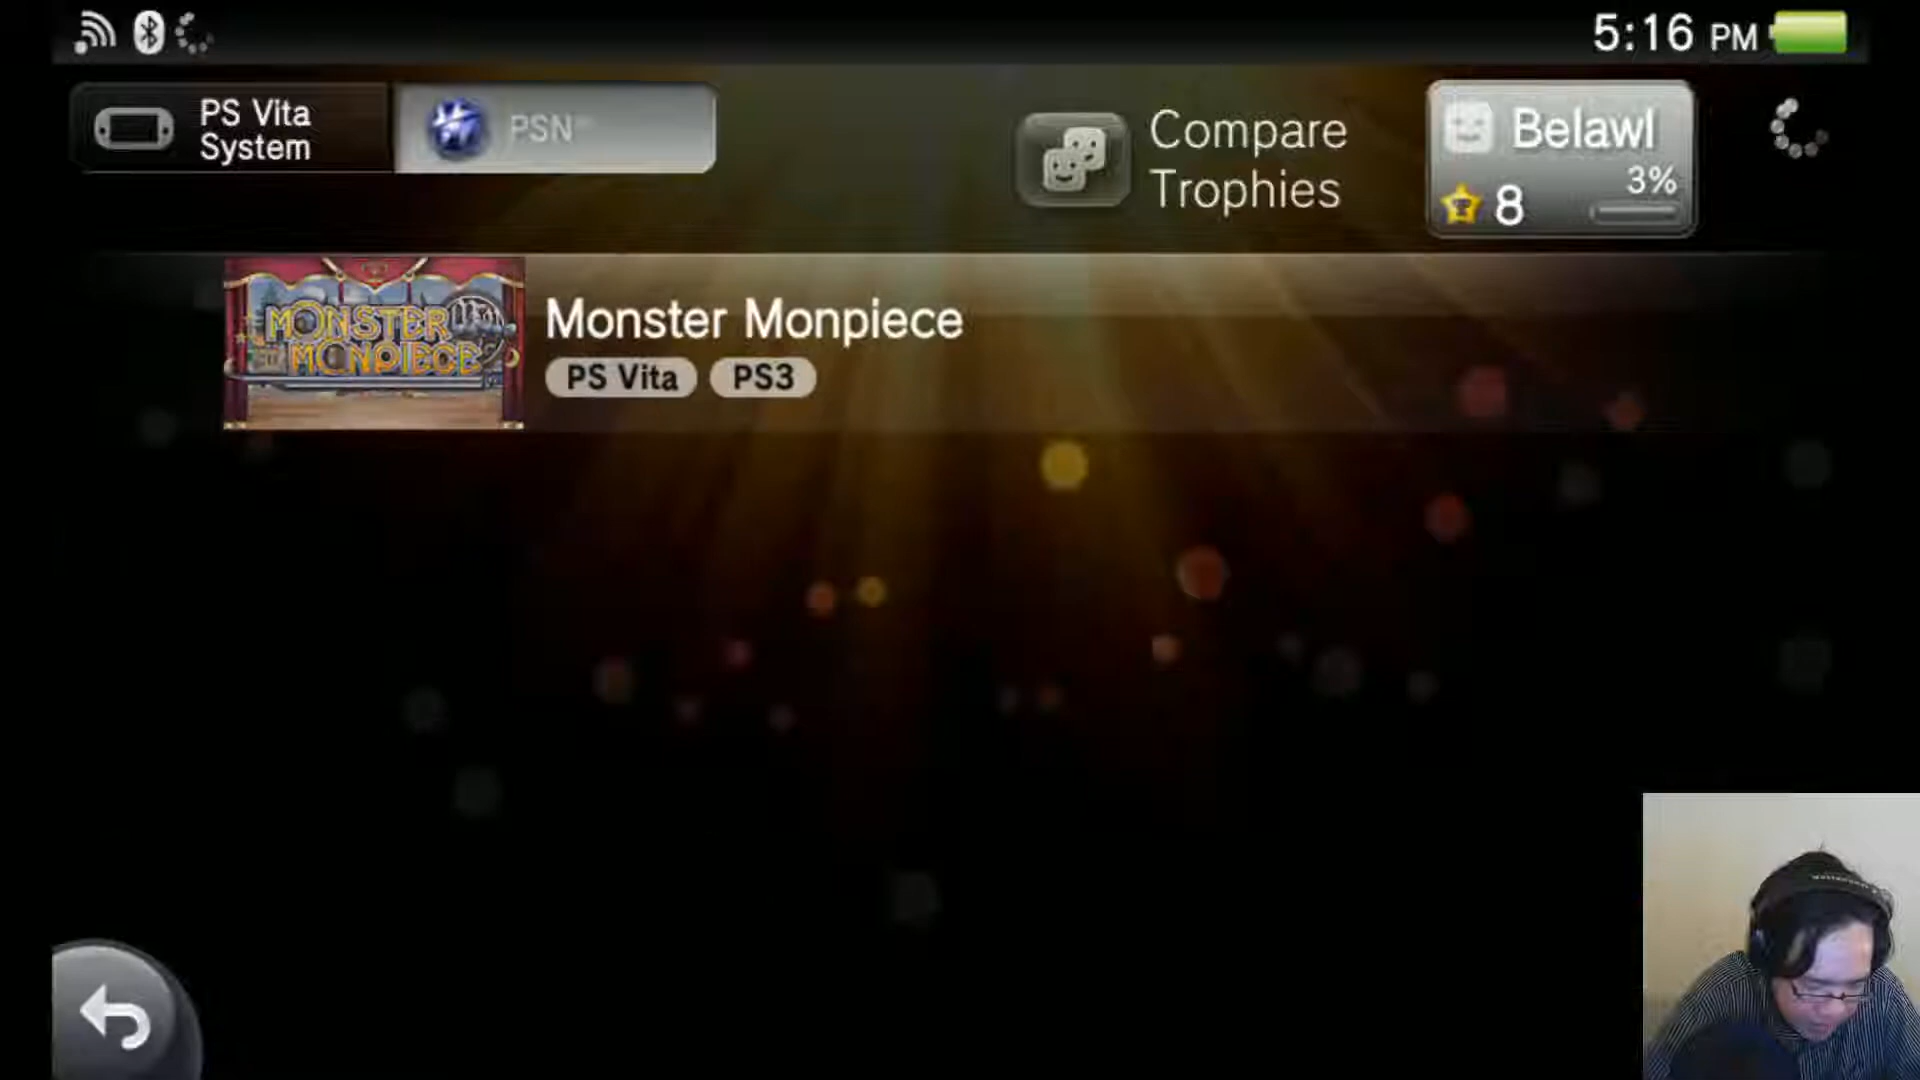 5:16 PM
PS Vita
System
PSN
Compare
Trophies
Belawl
3%
8
MONSTER
MONPIECE
Monster Monpiece
PS Vita PS3